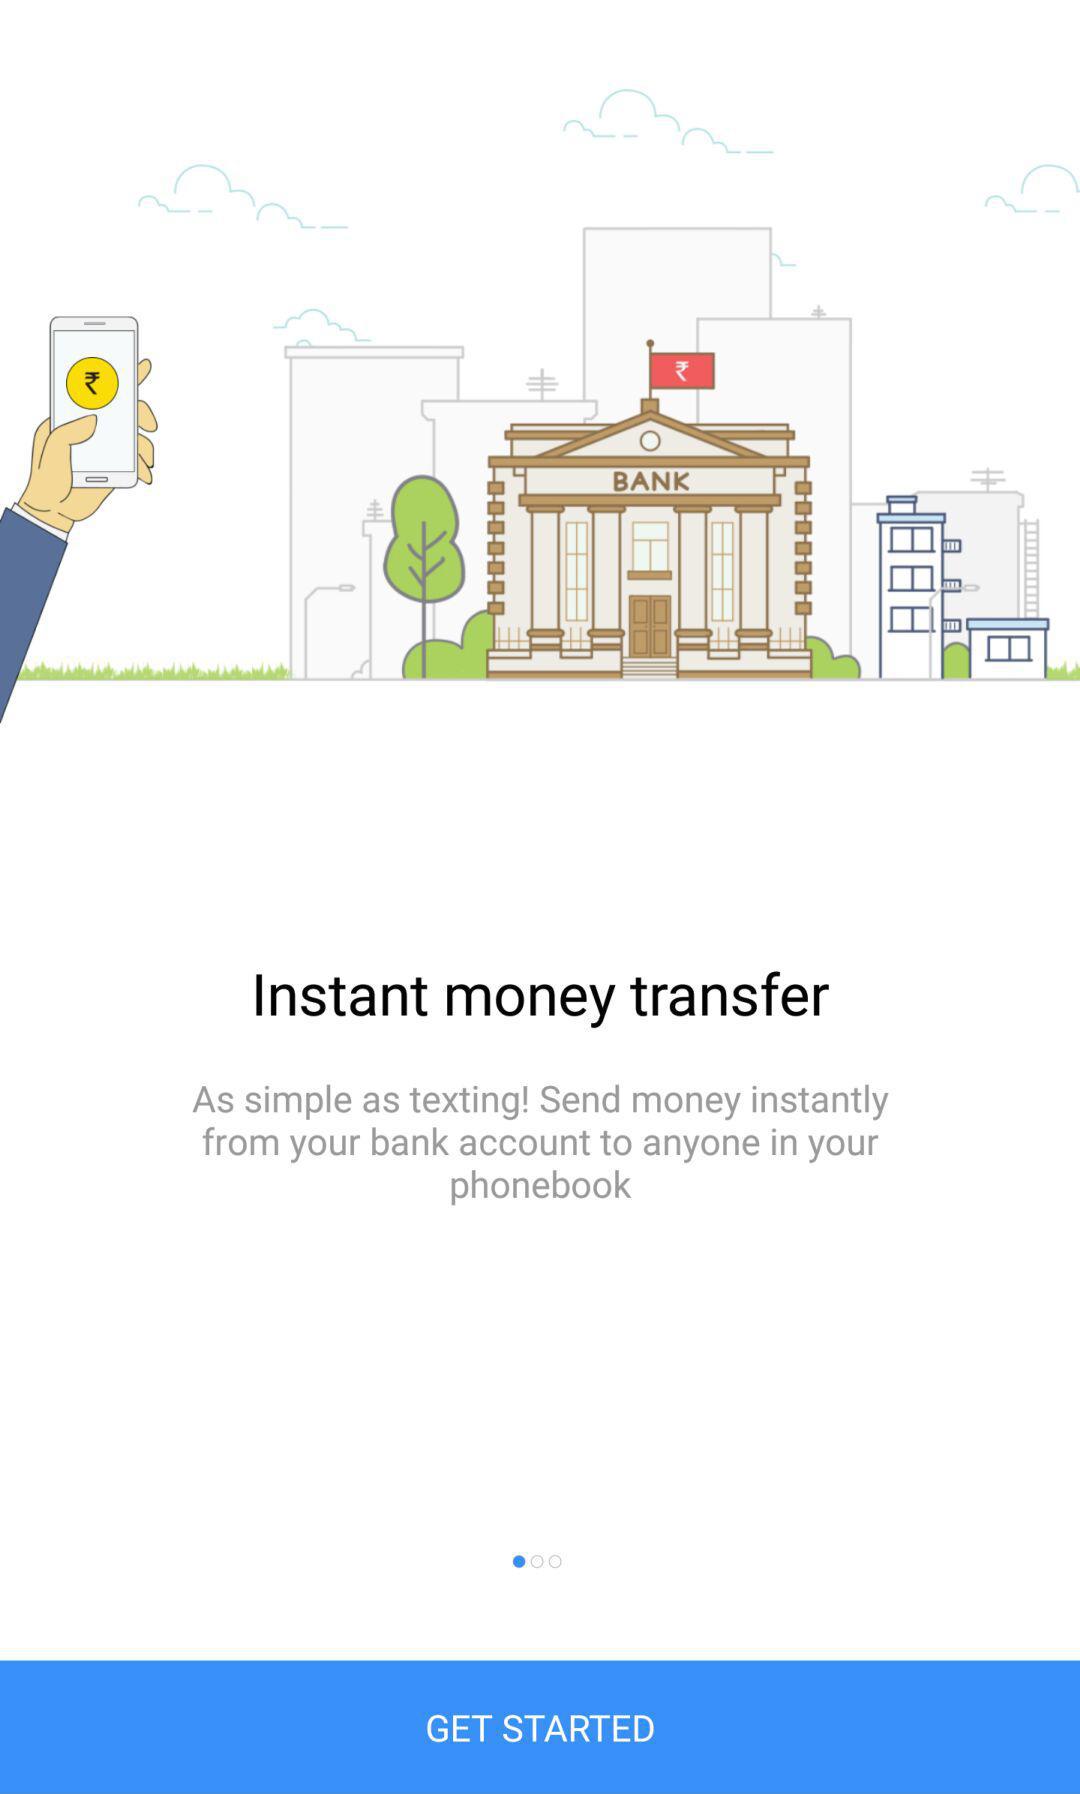 ₹
₹
BANK
Instant money transfer
As simple as texting! Send money instantly
from your bank account to anyone in your
phonebook
GET STARTED